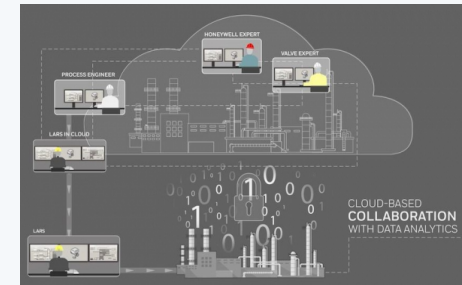 HONEYWELL EXPERT
VALVE EXPERT
PROCESS ENGINEER
LARS IN CLOUD
LARS
CLOUD-BASED
COLLABORATION
WITH DATA ANALYTICS